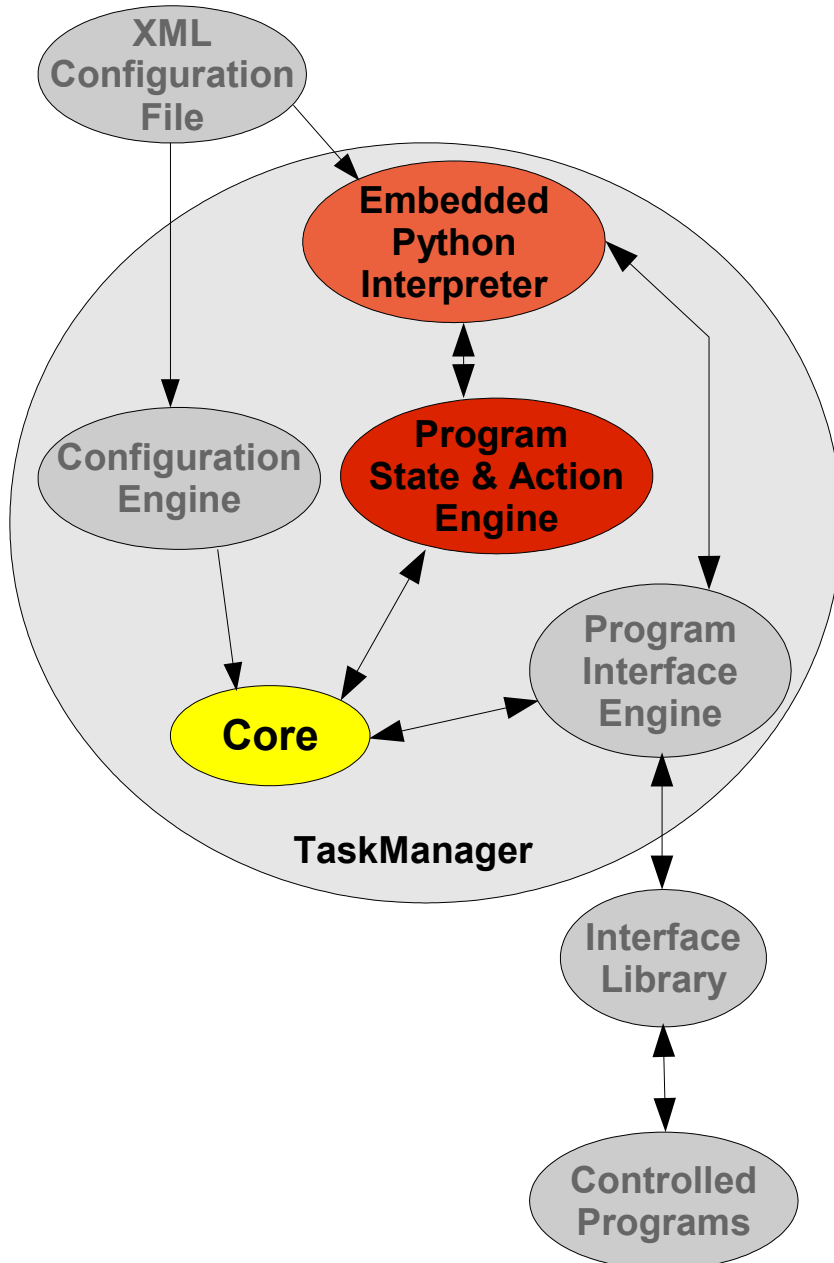 XML
Configuration
File
Embedded
Python
Interpreter
Program
State & Action
Engine
Configuration
Engine
Program
Interface
Engine
Core
TaskManager
Interface
Library
Controlled
Programs